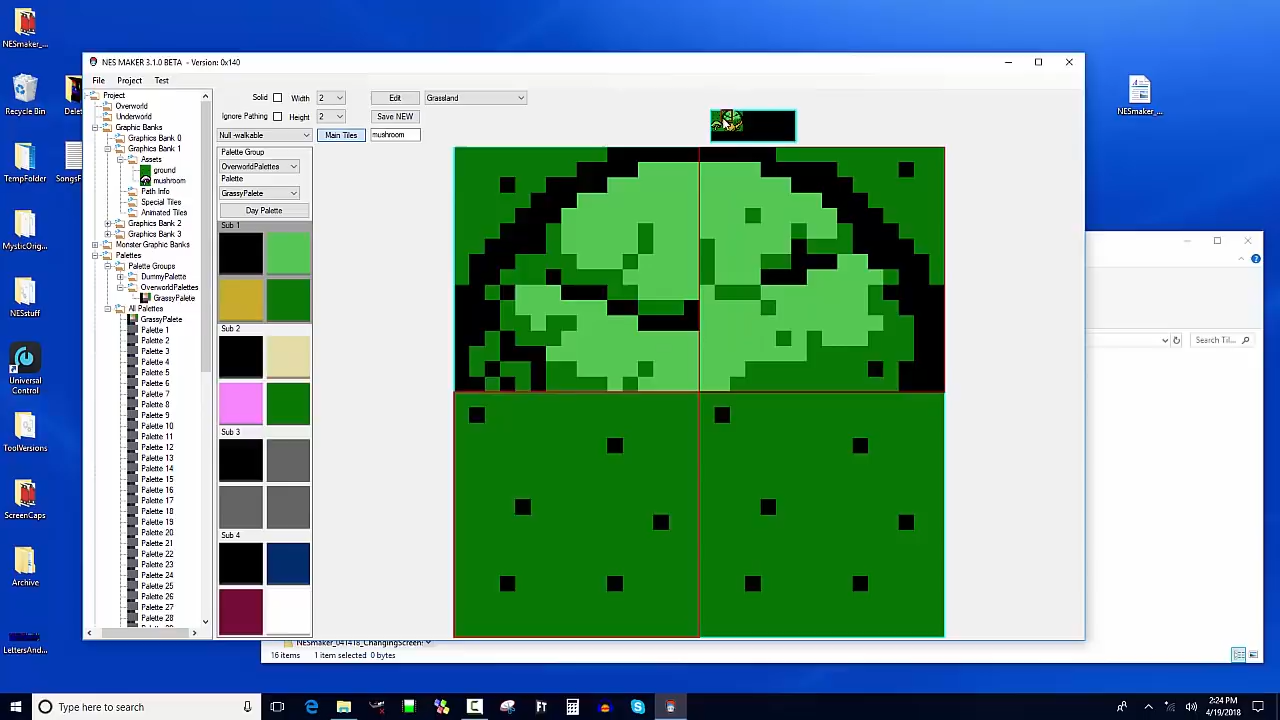 NESmaker_...
Recycle Bin
Delet
TempFolder
SongsF
MysticOrig...
NESstuff
Universal
Control
ToolVersions
ScreenCaps
Archive
LettersAnd...
NES MAKER 3.1.0 BETA - Version: 0x140
File Project Test
Project
Overworld
Underworld
Graphic Banks
Graphics Bank 0
Graphics Bank 1
Assets
ground
mushroom
Path Info
Special Tiles
Animated Tiles
Graphics Bank 2
Graphics Bank 3
Monster Graphic Banks
Palettes
Palette Groups
DummyPalette
OverworldPalettes
GrassyPalete
All Palettes
GrassyPalete
Palette 1
Palette 2
Palette 3
Palette 4
Palette 5
Palette 6
Palette 7
Palette 8
Palette 9
Palette 10
Palette 11
Palette 12
Palette 13
Palette 14
Palette 15
Palette 16
Palette 17
Palette 18
Palette 19
Palette 20
Palette 21
Palette 22
Palette 23
Palette 24
Palette 25
Palette 26
Palette 27
Palette 28
Solid Width 2 Edit Grassland
Ignore Pathing Height 2 Save NEW
Null -walkable Main Tiles mushroom
Palette Group
OverworldPalettes
Palette
GrassyPalete
Day Palette
Sub 1
Sub 2
Sub 3
Sub 4
NESmaker_...
Search Til...
NESmaker_041418_ChangingScreen:
16 items 1 item selected 0 bytes
Type here to search
2:24 PM
4/19/2018